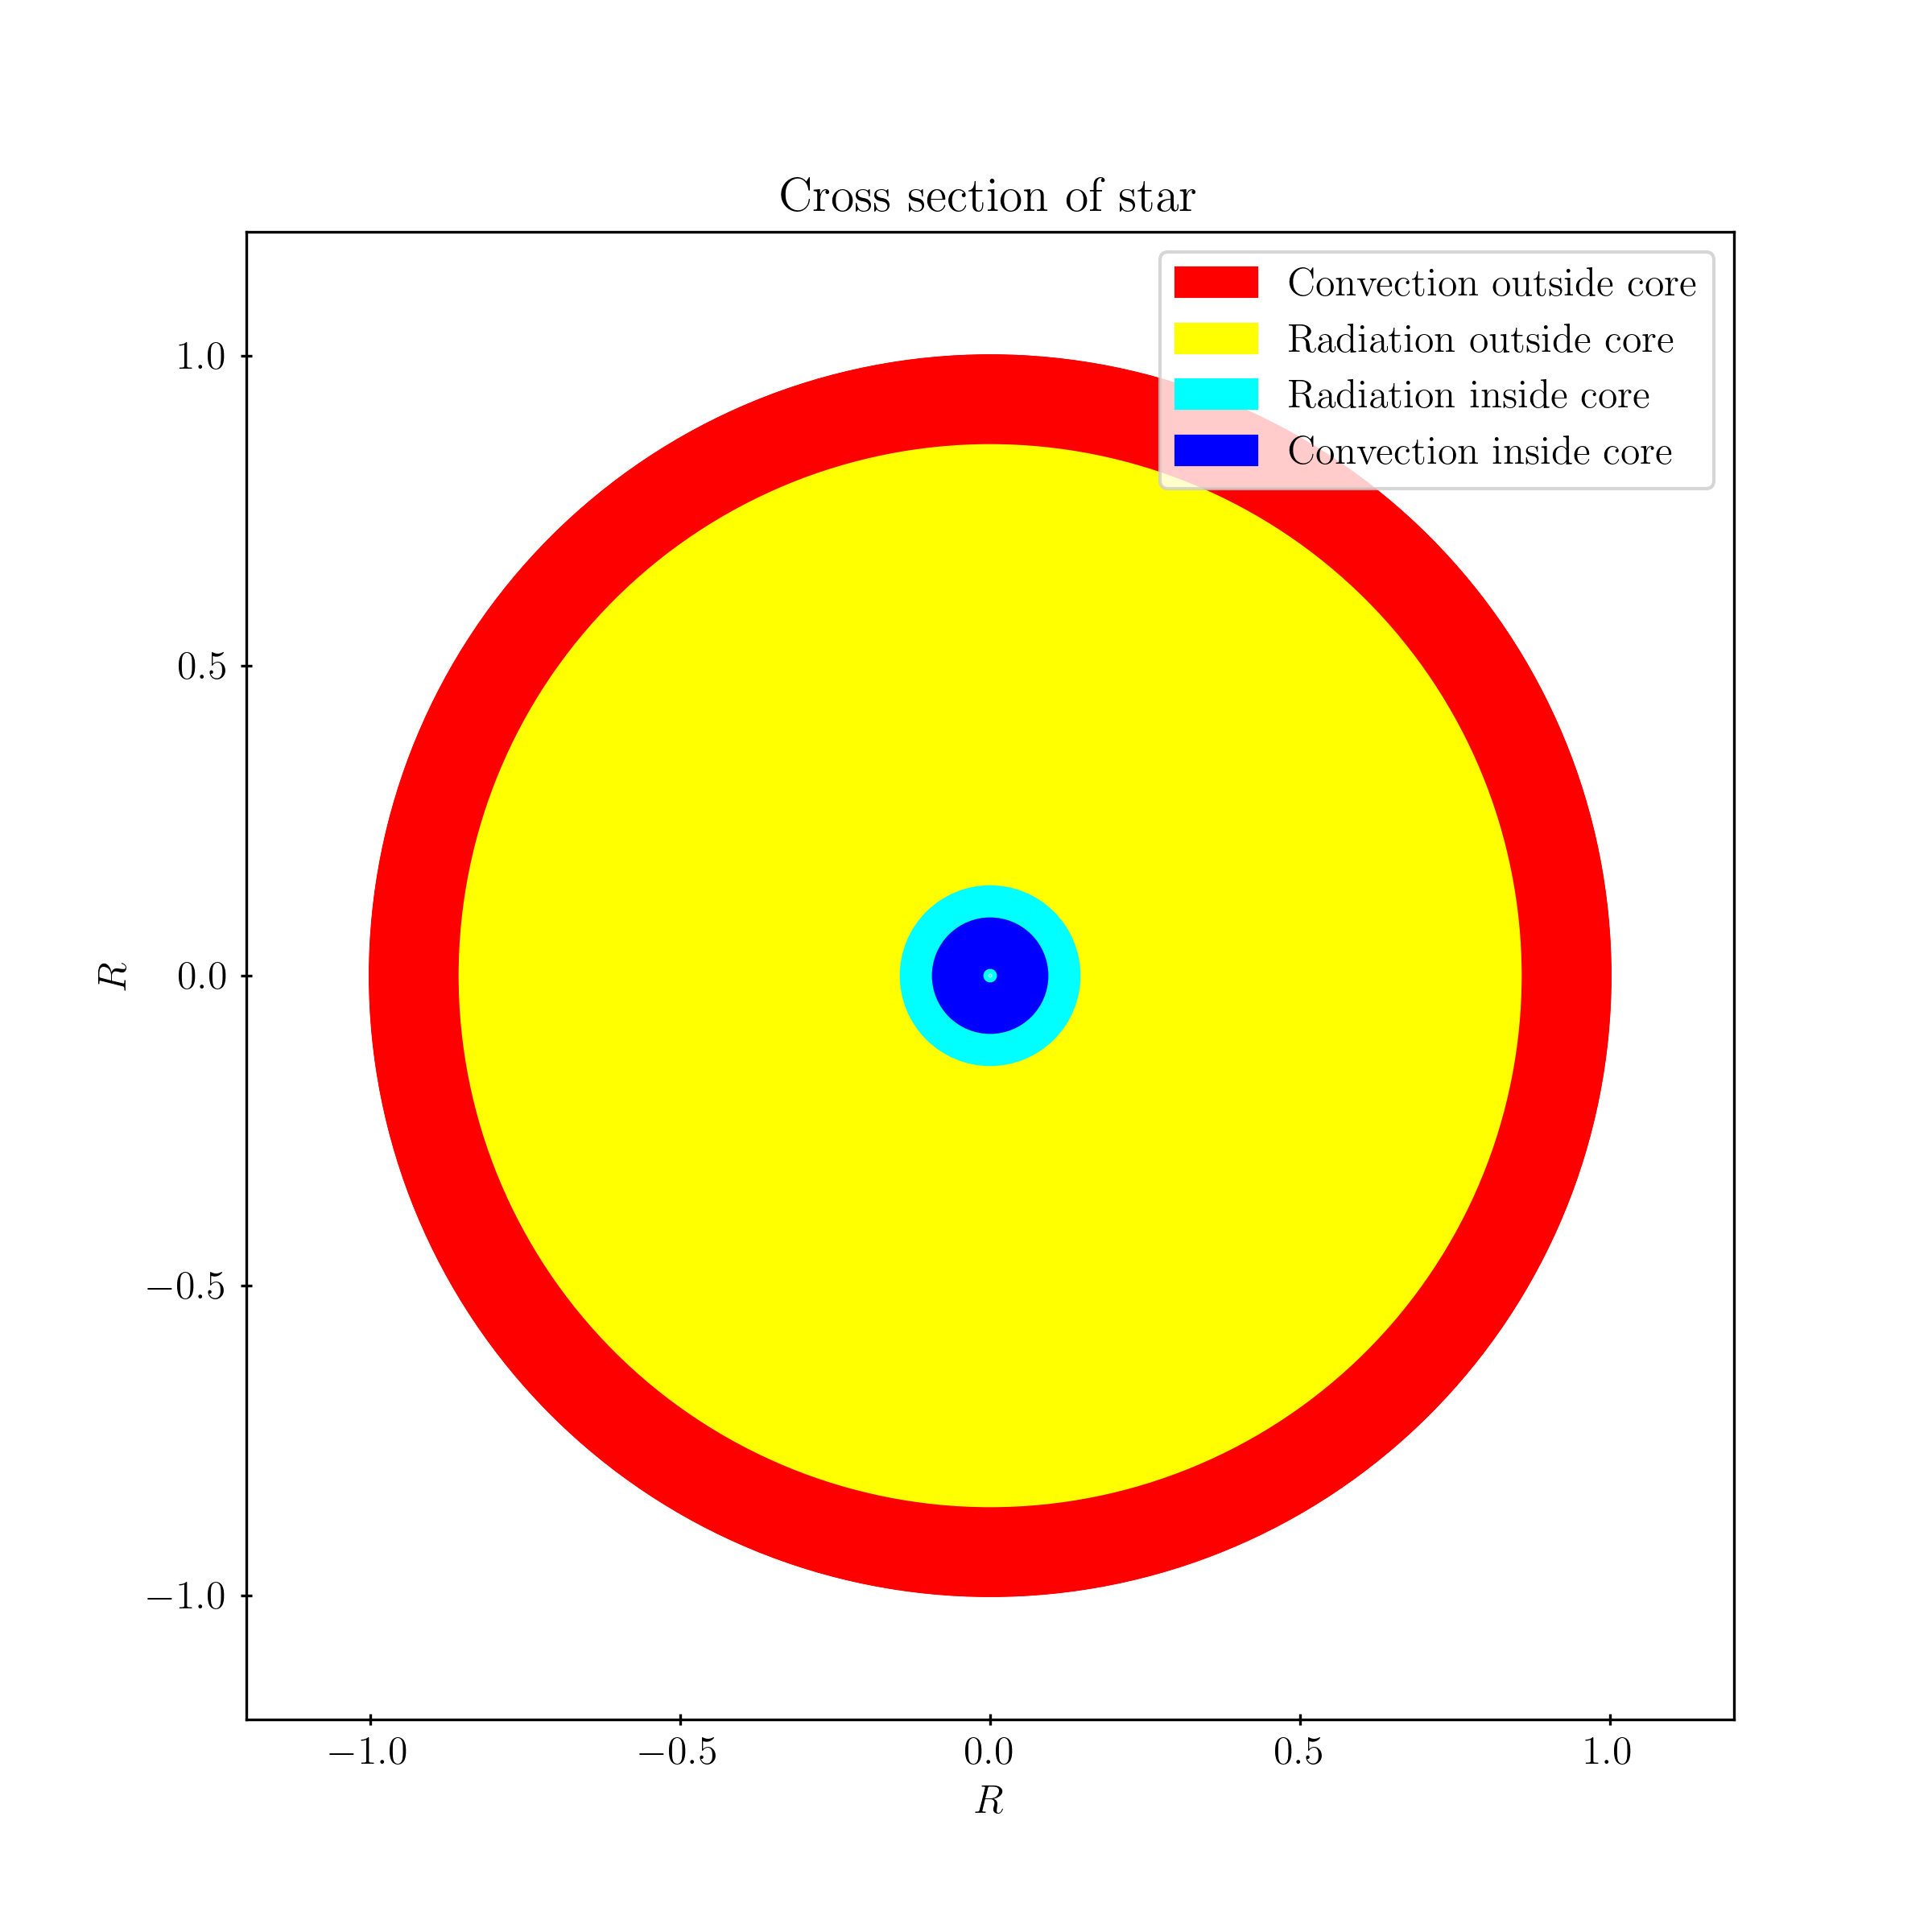 Cross section of star
Convection outside core
Radiation outside core
Radiation inside core
Convection inside core
1.0
0.5
0.0
−0.5
−1.0
R
−1.0 −0.5 0.0 0.5 1.0
R